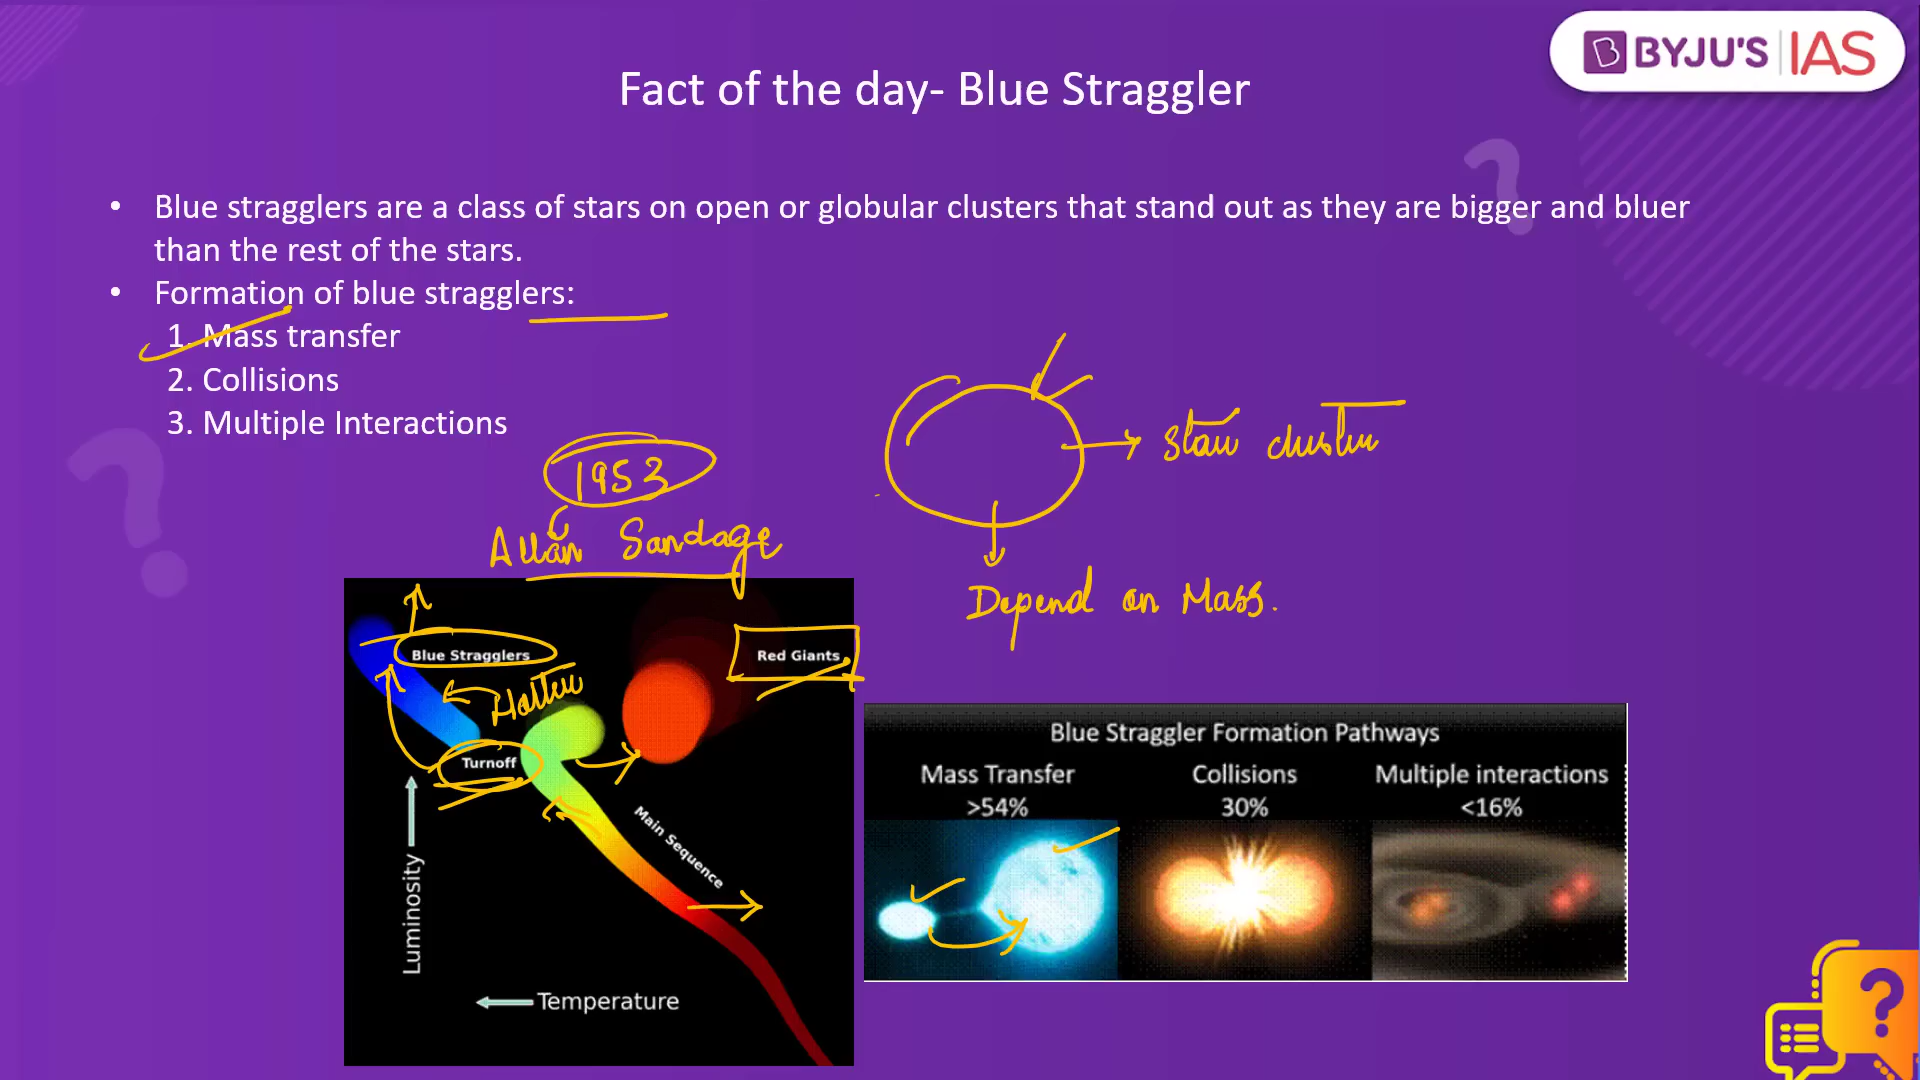 BYJU'S IAS
Fact of the day- Blue Straggler
• Blue stragglers are a class of stars on open or globular clusters that stand out as they are bigger and bluer
than the rest of the stars.
• Formation of blue stragglers:
1. Mass transfer
2. Collisions
3. Multiple Interactions
1953
Allan Sandage
Star cluster
Depend on Mass.
Blue Stragglers
Red Giants
Hotter
Turnoff
Main Sequence
Luminosity
Temperature
Blue Straggler Formation Pathways
Mass Transfer
>54%
Collisions
30%
Multiple interactions
<16%